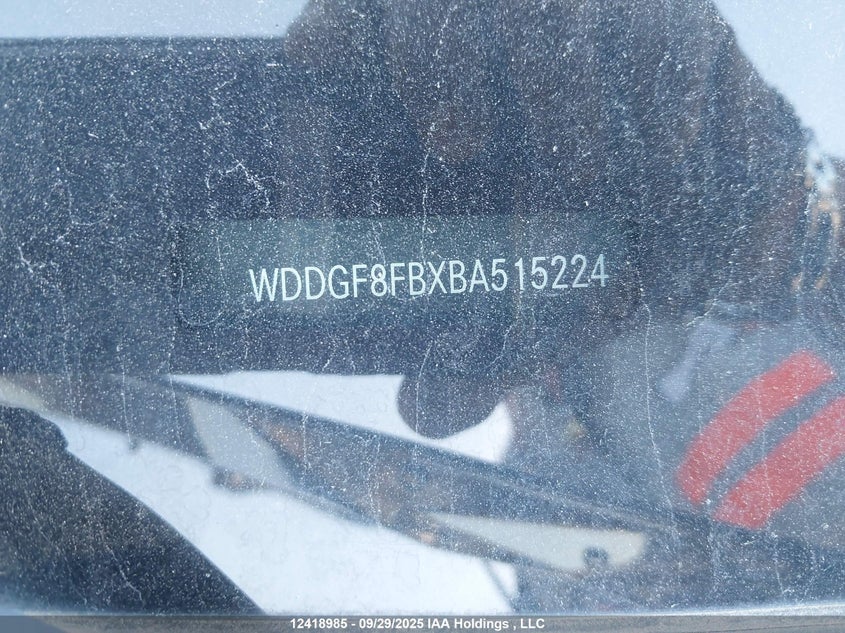 WDDGF8FBXBA515224
12418985 - 09/29/2025 IAA Holdings , LLC